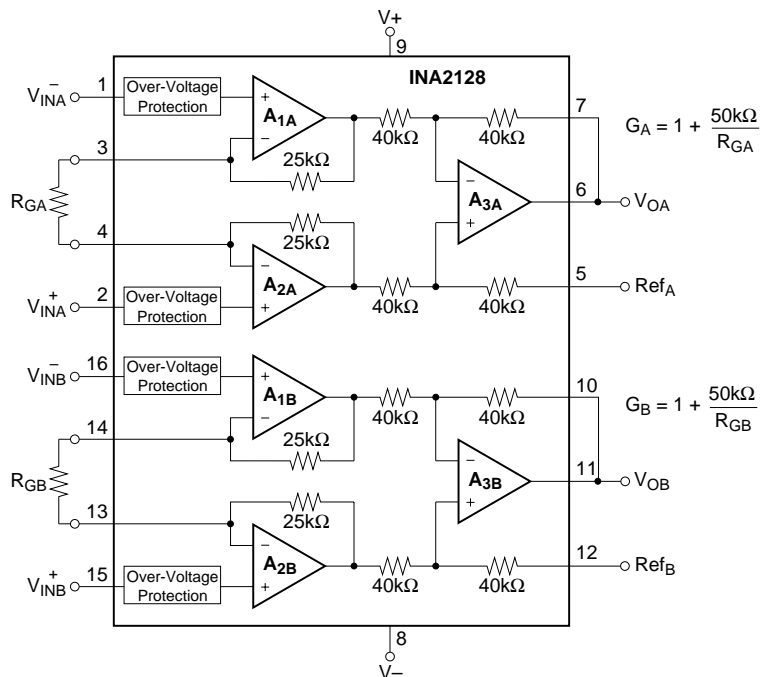 V+
9
INA2128
1
V−INA
Over-Voltage Protection
+
−
A1A
40kΩ
40kΩ
7
GA = 1 + 50kΩ / RGA
3
25kΩ
RGA
−
+
A3A
6
VOA
4
25kΩ
−
+
A2A
40kΩ
40kΩ
5
RefA
2
V+INA
Over-Voltage Protection
16
V−INB
Over-Voltage Protection
+
−
A1B
40kΩ
40kΩ
10
GB = 1 + 50kΩ / RGB
14
25kΩ
RGB
−
+
A3B
11
VOB
13
25kΩ
−
+
A2B
40kΩ
40kΩ
12
RefB
15
V+INB
Over-Voltage Protection
8
V−